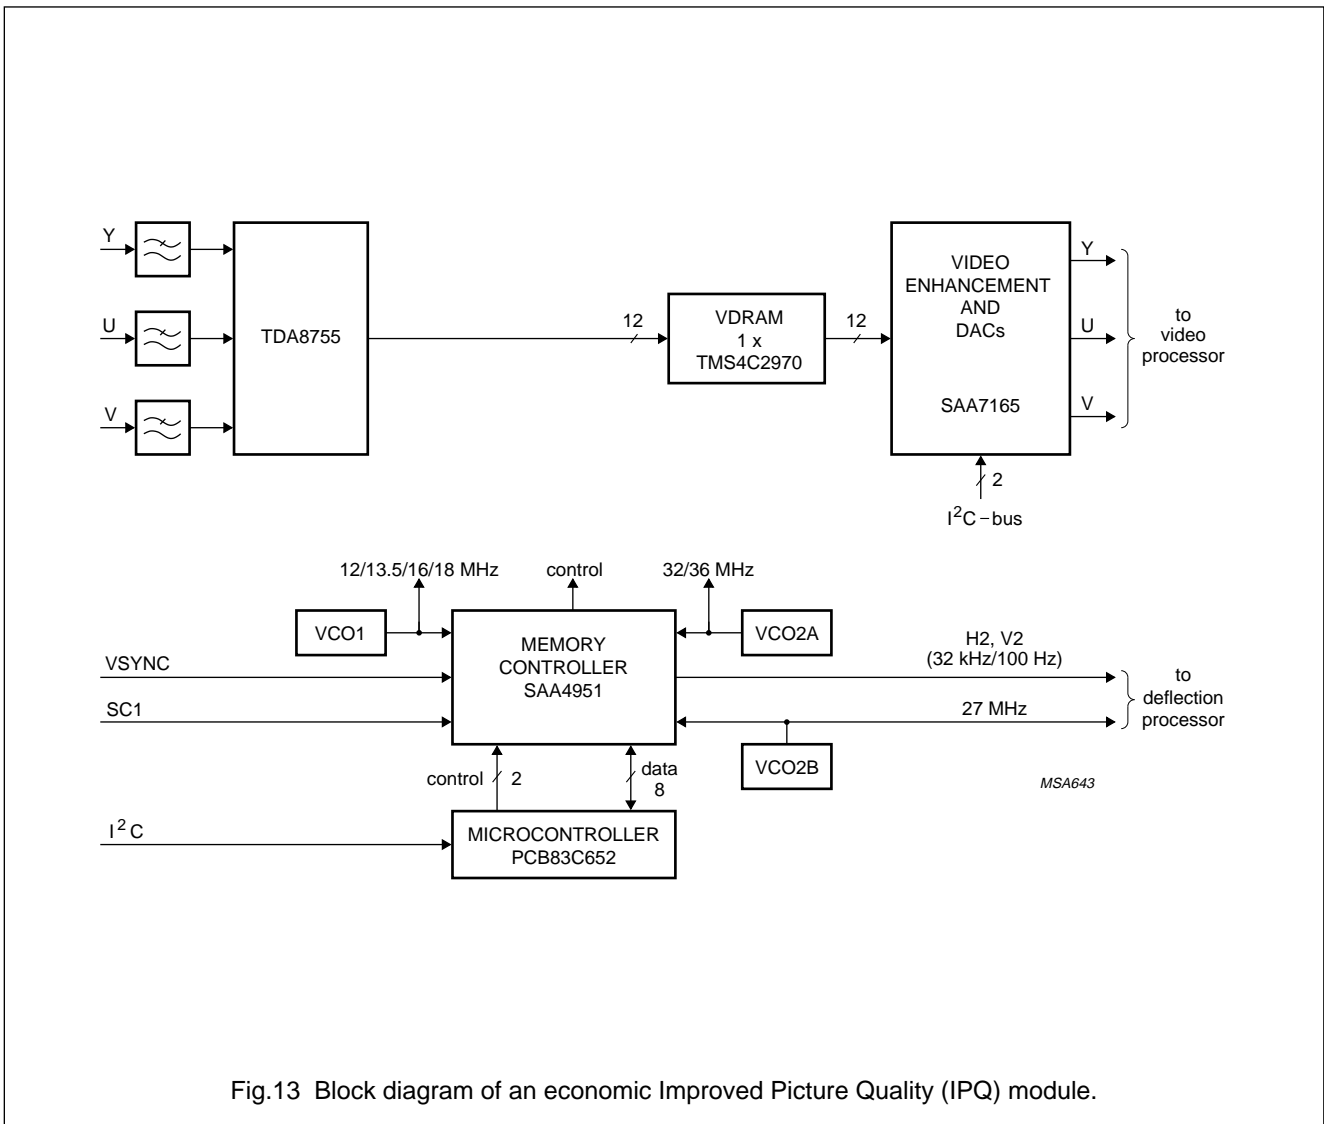 Y
U
V
TDA8755
12
VDRAM
1 x
TMS4C2970
12
VIDEO
ENHANCEMENT
AND
DACs
SAA7165
Y
U
V
to
video
processor
2
I²C–bus
12/13.5/16/18 MHz
control
32/36 MHz
VCO1
MEMORY
CONTROLLER
SAA4951
VCO2A
VSYNC
SC1
H2, V2
(32 kHz/100 Hz)
27 MHz
to
deflection
processor
VCO2B
control
2
data
8
I²C
MICROCONTROLLER
PCB83C652
MSA643
Fig.13 Block diagram of an economic Improved Picture Quality (IPQ) module.